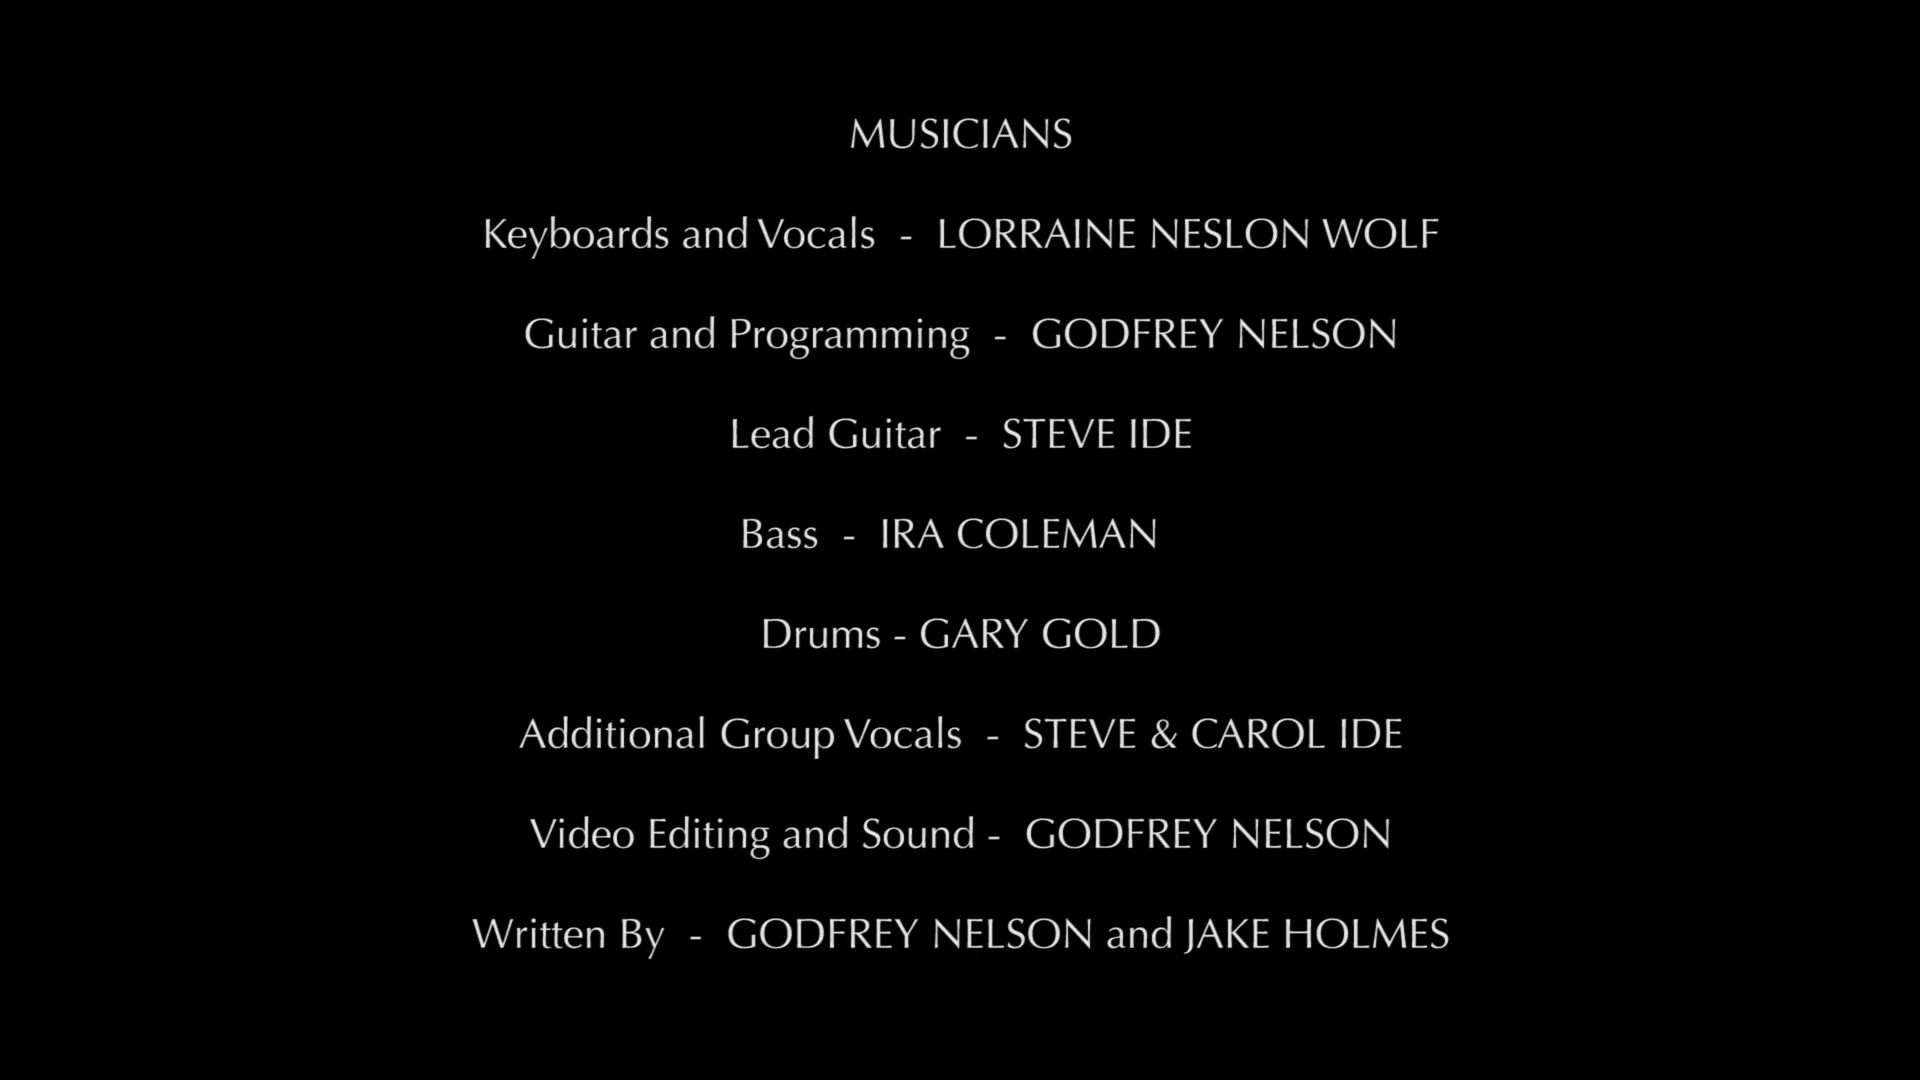 MUSICIANS
Keyboards and Vocals - LORRAINE NESLON WOLF
Guitar and Programming - GODFREY NELSON
Lead Guitar - STEVE IDE
Bass - IRA COLEMAN
Drums - GARY GOLD
Additional Group Vocals - STEVE & CAROL IDE
Video Editing and Sound - GODFREY NELSON
Written By - GODFREY NELSON and JAKE HOLMES